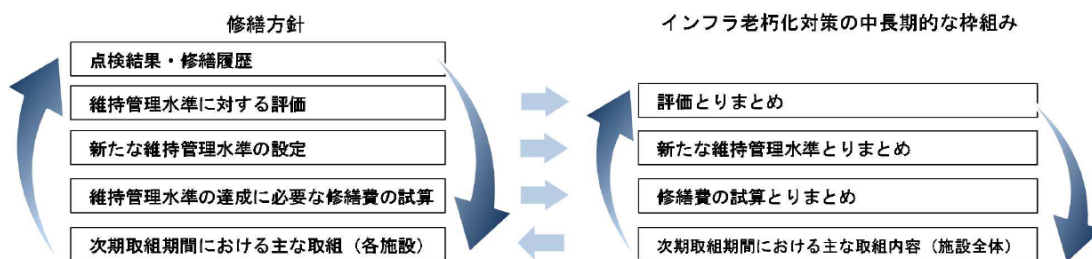 修繕方針
点検結果・修繕履歴
維持管理水準に対する評価
新たな維持管理水準の設定
維持管理水準の達成に必要な修繕費の試算
次期取組期間における主な取組（各施設）
インフラ老朽化対策の中長期的な枠組み
評価とりまとめ
新たな維持管理水準とりまとめ
修繕費の試算とりまとめ
次期取組期間における主な取組内容（施設全体）